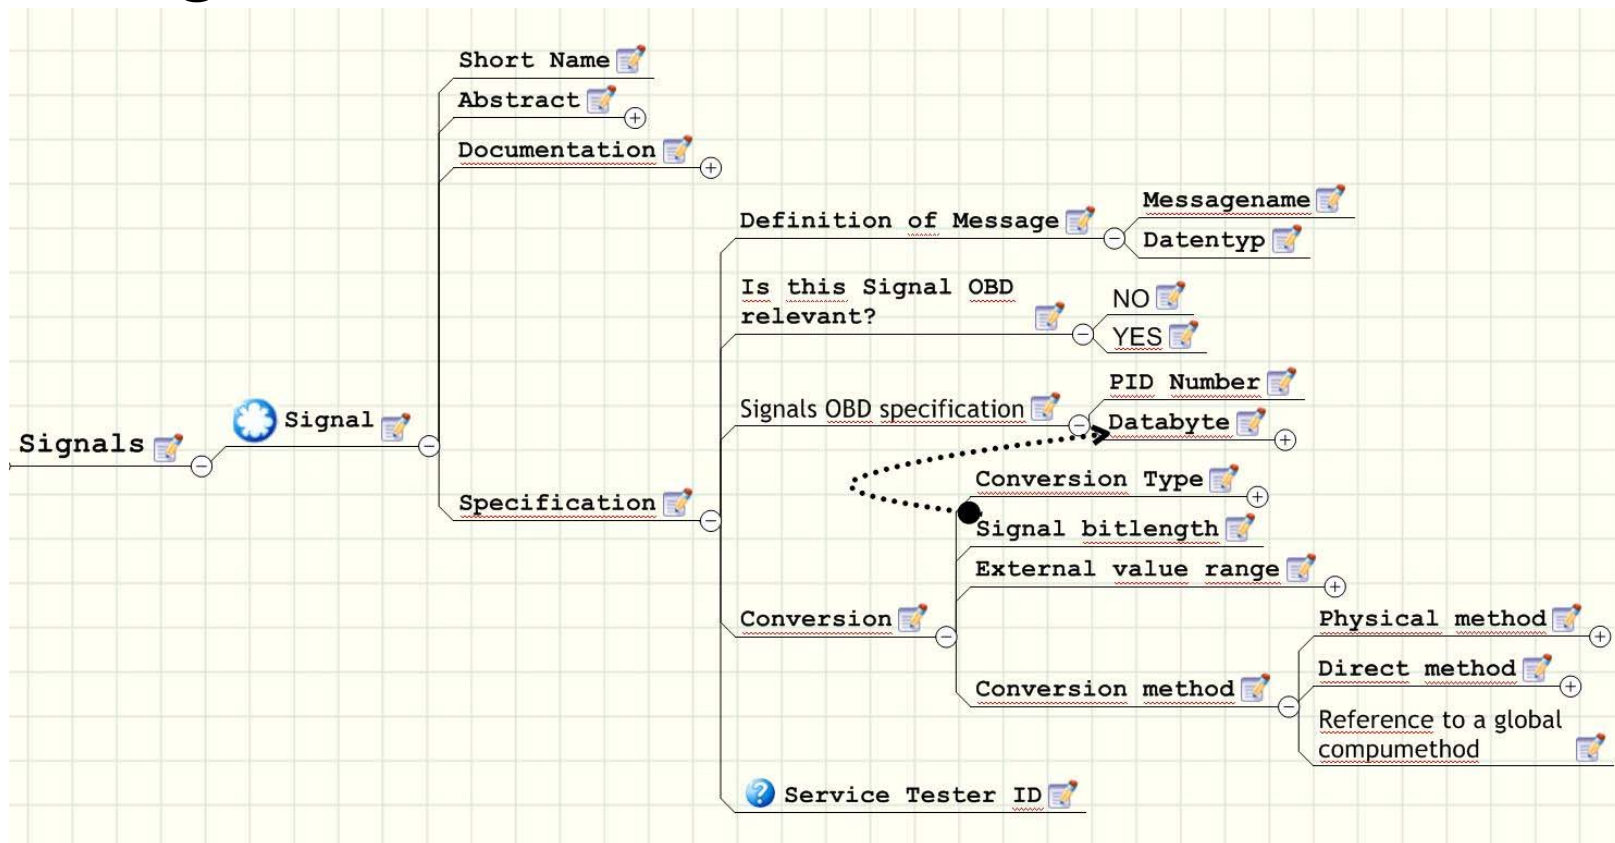 Short Name
Abstract
Documentation
Messagename
Definition of Message
Datentyp
Is this Signal OBD
relevant?
NO
YES
PID Number
Signals OBD specification
Databyte
Signal
Signals
Conversion Type
Specification
Signal bitlength
External value range
Conversion
Physical method
Direct method
Conversion method
Reference to a global
compumethod
Service Tester ID